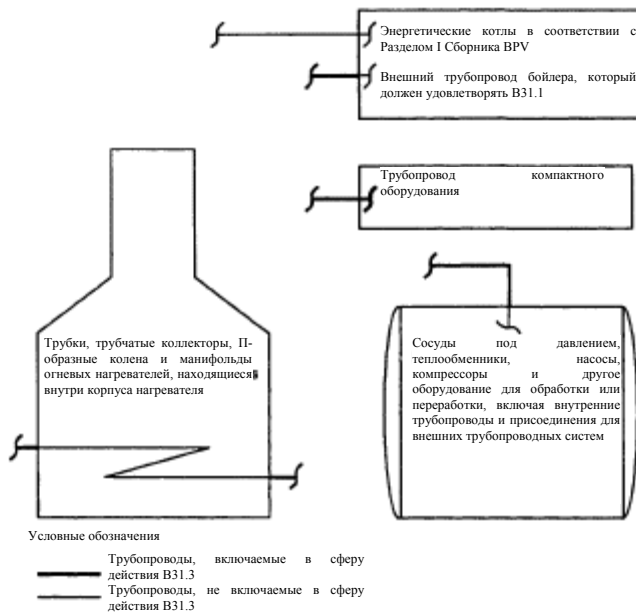 Энергетические котлы в соответствии с
Разделом I Сборника BPV
Внешний трубопровод бойлера, который
должен удовлетворять В31.1
Трубопровод компактного
оборудования
Трубки, трубчатые коллекторы, П-
образные колена и манифольды
огневых нагревателей, находящиеся
внутри корпуса нагревателя
Сосуды под давлением,
теплообменники, насосы,
компрессоры и другое
оборудование для обработки или
переработки, включая внутренние
трубопроводы и присоединения для
внешних трубопроводных систем
Условные обозначения
Трубопроводы, включаемые в сферу
действия В31.3
Трубопроводы, не включаемые в сферу
действия В31.3